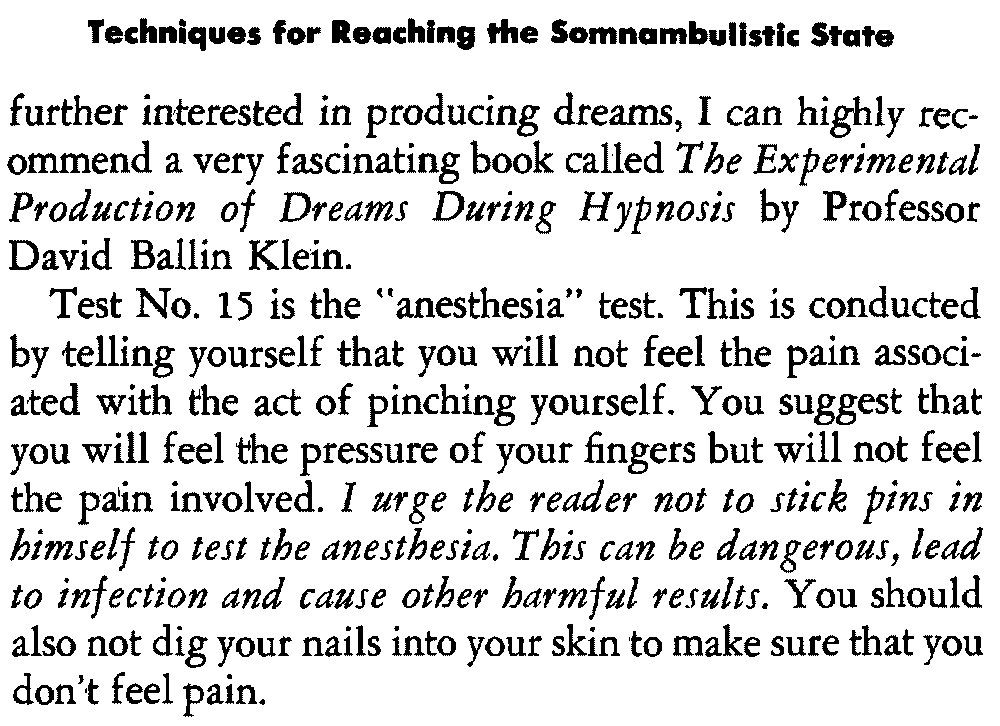 Techniques for Reaching the Somnambulistic State
further interested in producing dreams, I can highly rec-
ommend a very fascinating book called The Experimental
Production of Dreams During Hypnosis by Professor
David Ballin Klein.
Test No. 15 is the "anesthesia" test. This is conducted
by telling yourself that you will not feel the pain associ-
ated with the act of pinching yourself. You suggest that
you will feel the pressure of your fingers but will not feel
the pain involved. I urge the reader not to stick pins in
himself to test the anesthesia. This can be dangerous, lead
to infection and cause other harmful results. You should
also not dig your nails into your skin to make sure that you
don't feel pain.